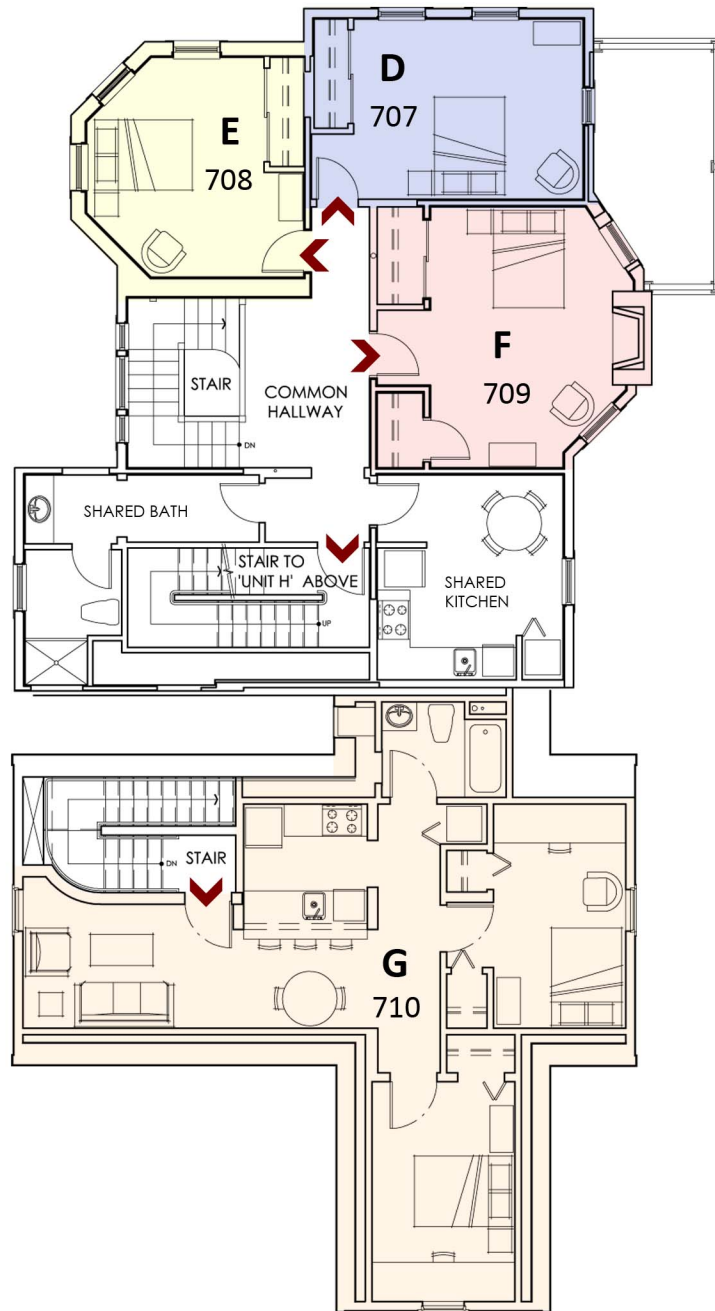 D
707
E
708
F
709
STAIR
COMMON
HALLWAY
DN
SHARED BATH
STAIR TO
'UNIT H' ABOVE
UP
SHARED
KITCHEN
DN
STAIR
G
710